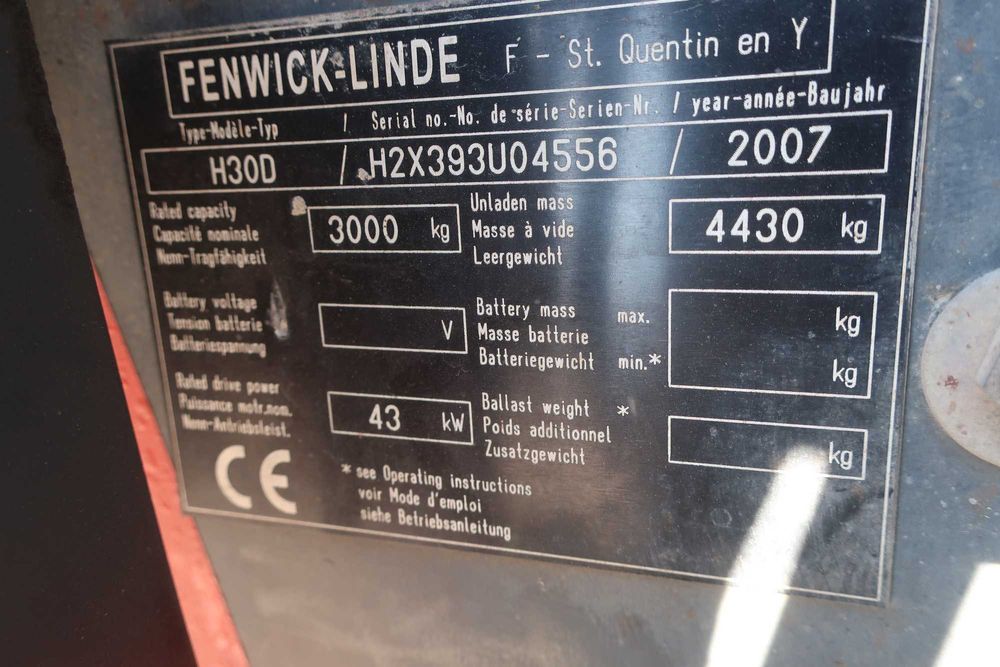 FENWICK-LINDE F - St. Quentin en Y
Type-Modèle-Typ / Serial no.-No. de série-Serien-Nr. / year-année-Baujahr
H30D / H2X393U04556 / 2007
Rated capacity
Capacité nominale
Nenn-Tragfähigkeit
3000 kg
Unladen mass
Masse à vide
Leergewicht
4430 kg
Battery voltage
Tension batterie
Batteriespannung
V
Battery mass max.
Masse batterie
Batteriegewicht min.*
kg
kg
Rated drive power
Puissance motr.nom.
Nenn-Antriebsleist.
43 kW
Ballast weight *
Poids additionnel
Zusatzgewicht
kg
CE
* see Operating instructions
voir Mode d'emploi
siehe Betriebsanleitung